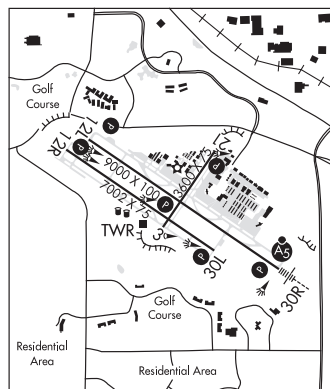 Golf
Course
12L
12R
P
P
9000 X 100
7002 X 75
3600 X 75
21
P
P
3
TWR
P
30L
P
A5
30R
Golf
Course
Residential
Area
Residential Area